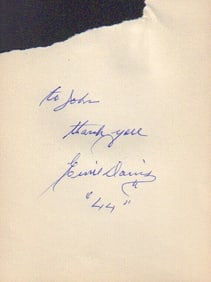 to John
thank you
Ernie Davis
"44"